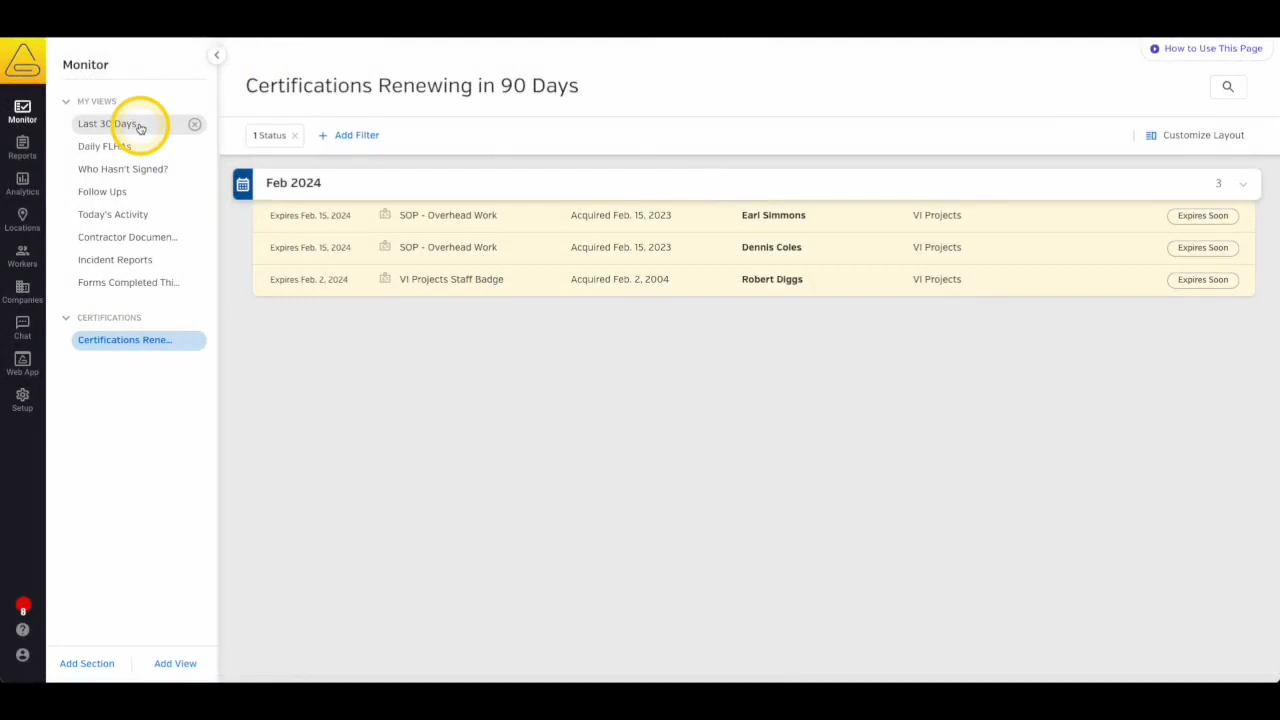 How to Use This Page
Monitor
Certifications Renewing in 90 Days
MY VIEWS
Last 30 Days
Daily FLHAs
Who Hasn't Signed?
Follow Ups
Today's Activity
Contractor Documen...
Incident Reports
Forms Completed Thi...
CERTIFICATIONS
Certifications Rene...
Add Section
Add View
Monitor
Reports
Analytics
Locations
Workers
Companies
Chat
Web App
Setup
8
1 Status
Add Filter
Customize Layout
Feb 2024 3
Expires Feb. 15, 2024 SOP - Overhead Work Acquired Feb. 15, 2023 Earl Simmons VI Projects Expires Soon
Expires Feb. 15, 2024 SOP - Overhead Work Acquired Feb. 15, 2023 Dennis Coles VI Projects Expires Soon
Expires Feb. 2, 2024 VI Projects Staff Badge Acquired Feb. 2, 2004 Robert Diggs VI Projects Expires Soon